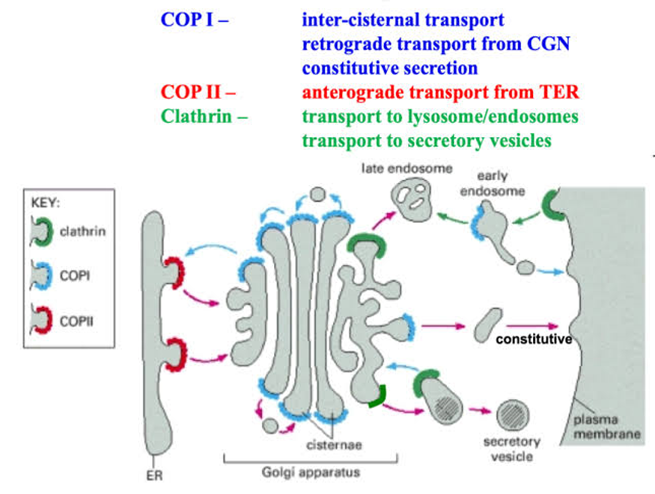 COP I –    inter-cisternal transport
retrograde transport from CGN
constitutive secretion
COP II –    anterograde transport from TER
Clathrin –    transport to lysosome/endosomes
transport to secretory vesicles
late endosome
early
endosome
KEY:
clathrin
COPI
COPII
constitutive
plasma
membrane
cisternae
secretory
vesicle
ER
Golgi apparatus